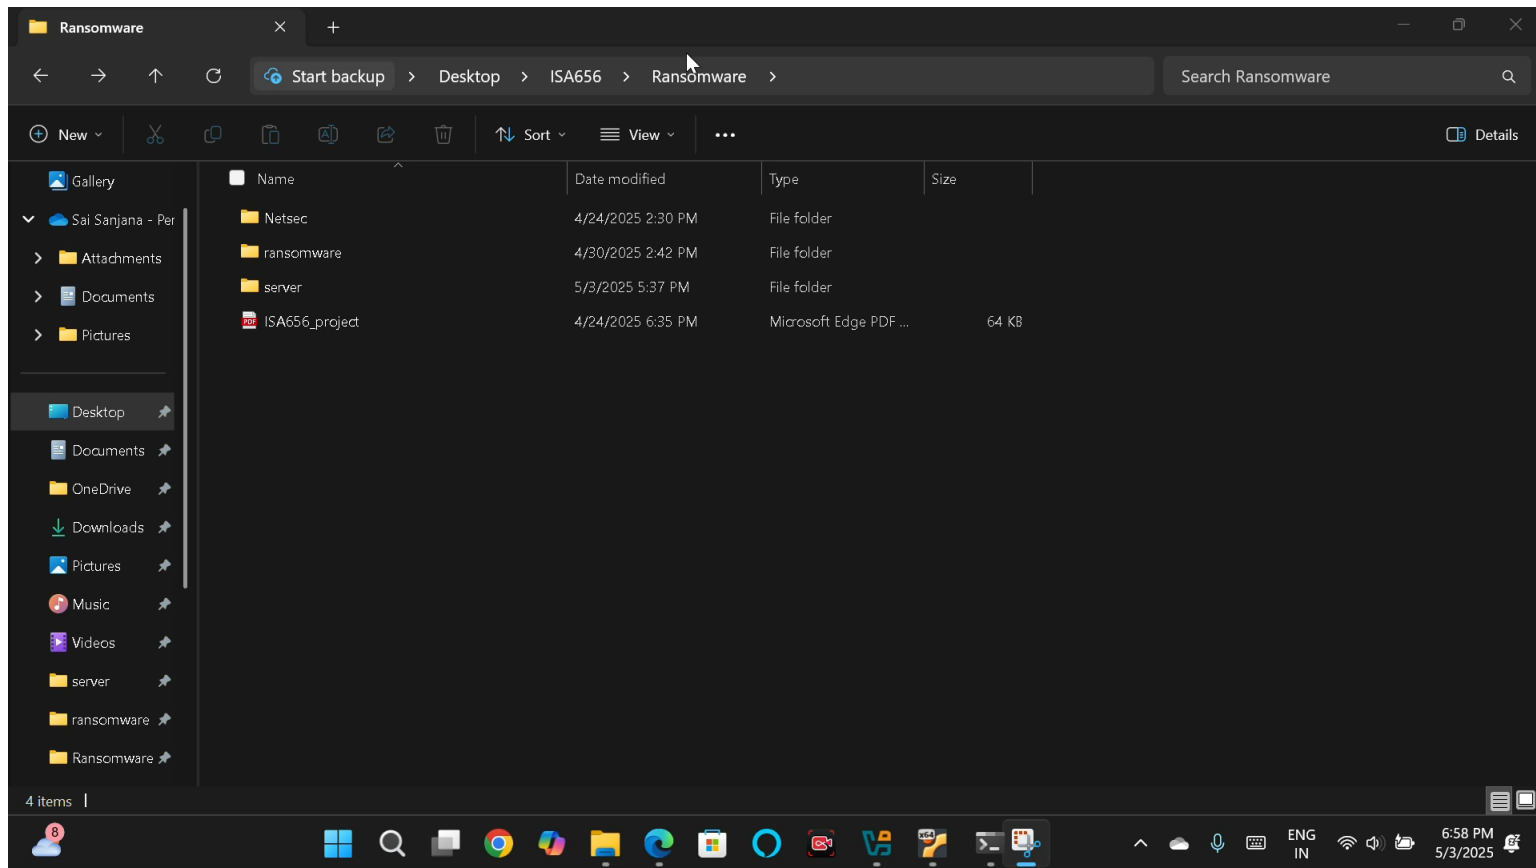 Ransomware
Start backup > Desktop > ISA656 > Ransomware >
Search Ransomware
New
Sort
View
Details
Name
Date modified
Type
Size
Gallery
Sai Sanjana - Per
Attachments
Documents
Pictures
Desktop
Documents
OneDrive
Downloads
Pictures
Music
Videos
server
ransomware
Ransomware
Netsec 4/24/2025 2:30 PM File folder
ransomware 4/30/2025 2:42 PM File folder
server 5/3/2025 5:37 PM File folder
PDF ISA656_project 4/24/2025 6:35 PM Microsoft Edge PDF ... 64 KB
4 items
8
x64
ENG
IN
6:58 PM
5/3/2025